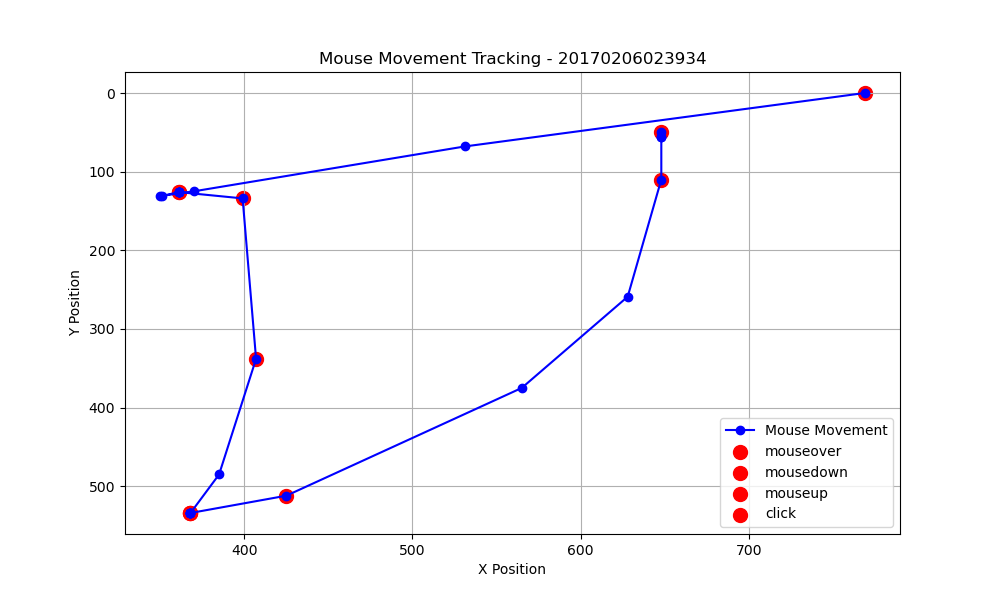 Mouse Movement Tracking - 20170206023934
0
100
200
300
400
500
Y Position
400
500
600
700
X Position
Mouse Movement
mouseover
mousedown
mouseup
click